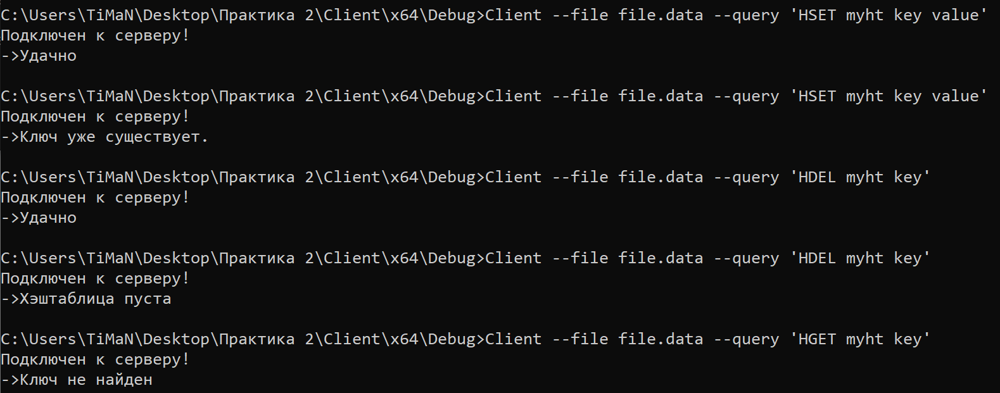 C:\Users\TiMaN\Desktop\Практика 2\Client\x64\Debug>Client --file file.data --query 'HSET myht key value'
Подключен к серверу!
->Удачно
C:\Users\TiMaN\Desktop\Практика 2\Client\x64\Debug>Client --file file.data --query 'HSET myht key value'
Подключен к серверу!
->Ключ уже существует.
C:\Users\TiMaN\Desktop\Практика 2\Client\x64\Debug>Client --file file.data --query 'HDEL myht key'
Подключен к серверу!
->Удачно
C:\Users\TiMaN\Desktop\Практика 2\Client\x64\Debug>Client --file file.data --query 'HDEL myht key'
Подключен к серверу!
->Хэштаблица пуста
C:\Users\TiMaN\Desktop\Практика 2\Client\x64\Debug>Client --file file.data --query 'HGET myht key'
Подключен к серверу!
->Ключ не найден